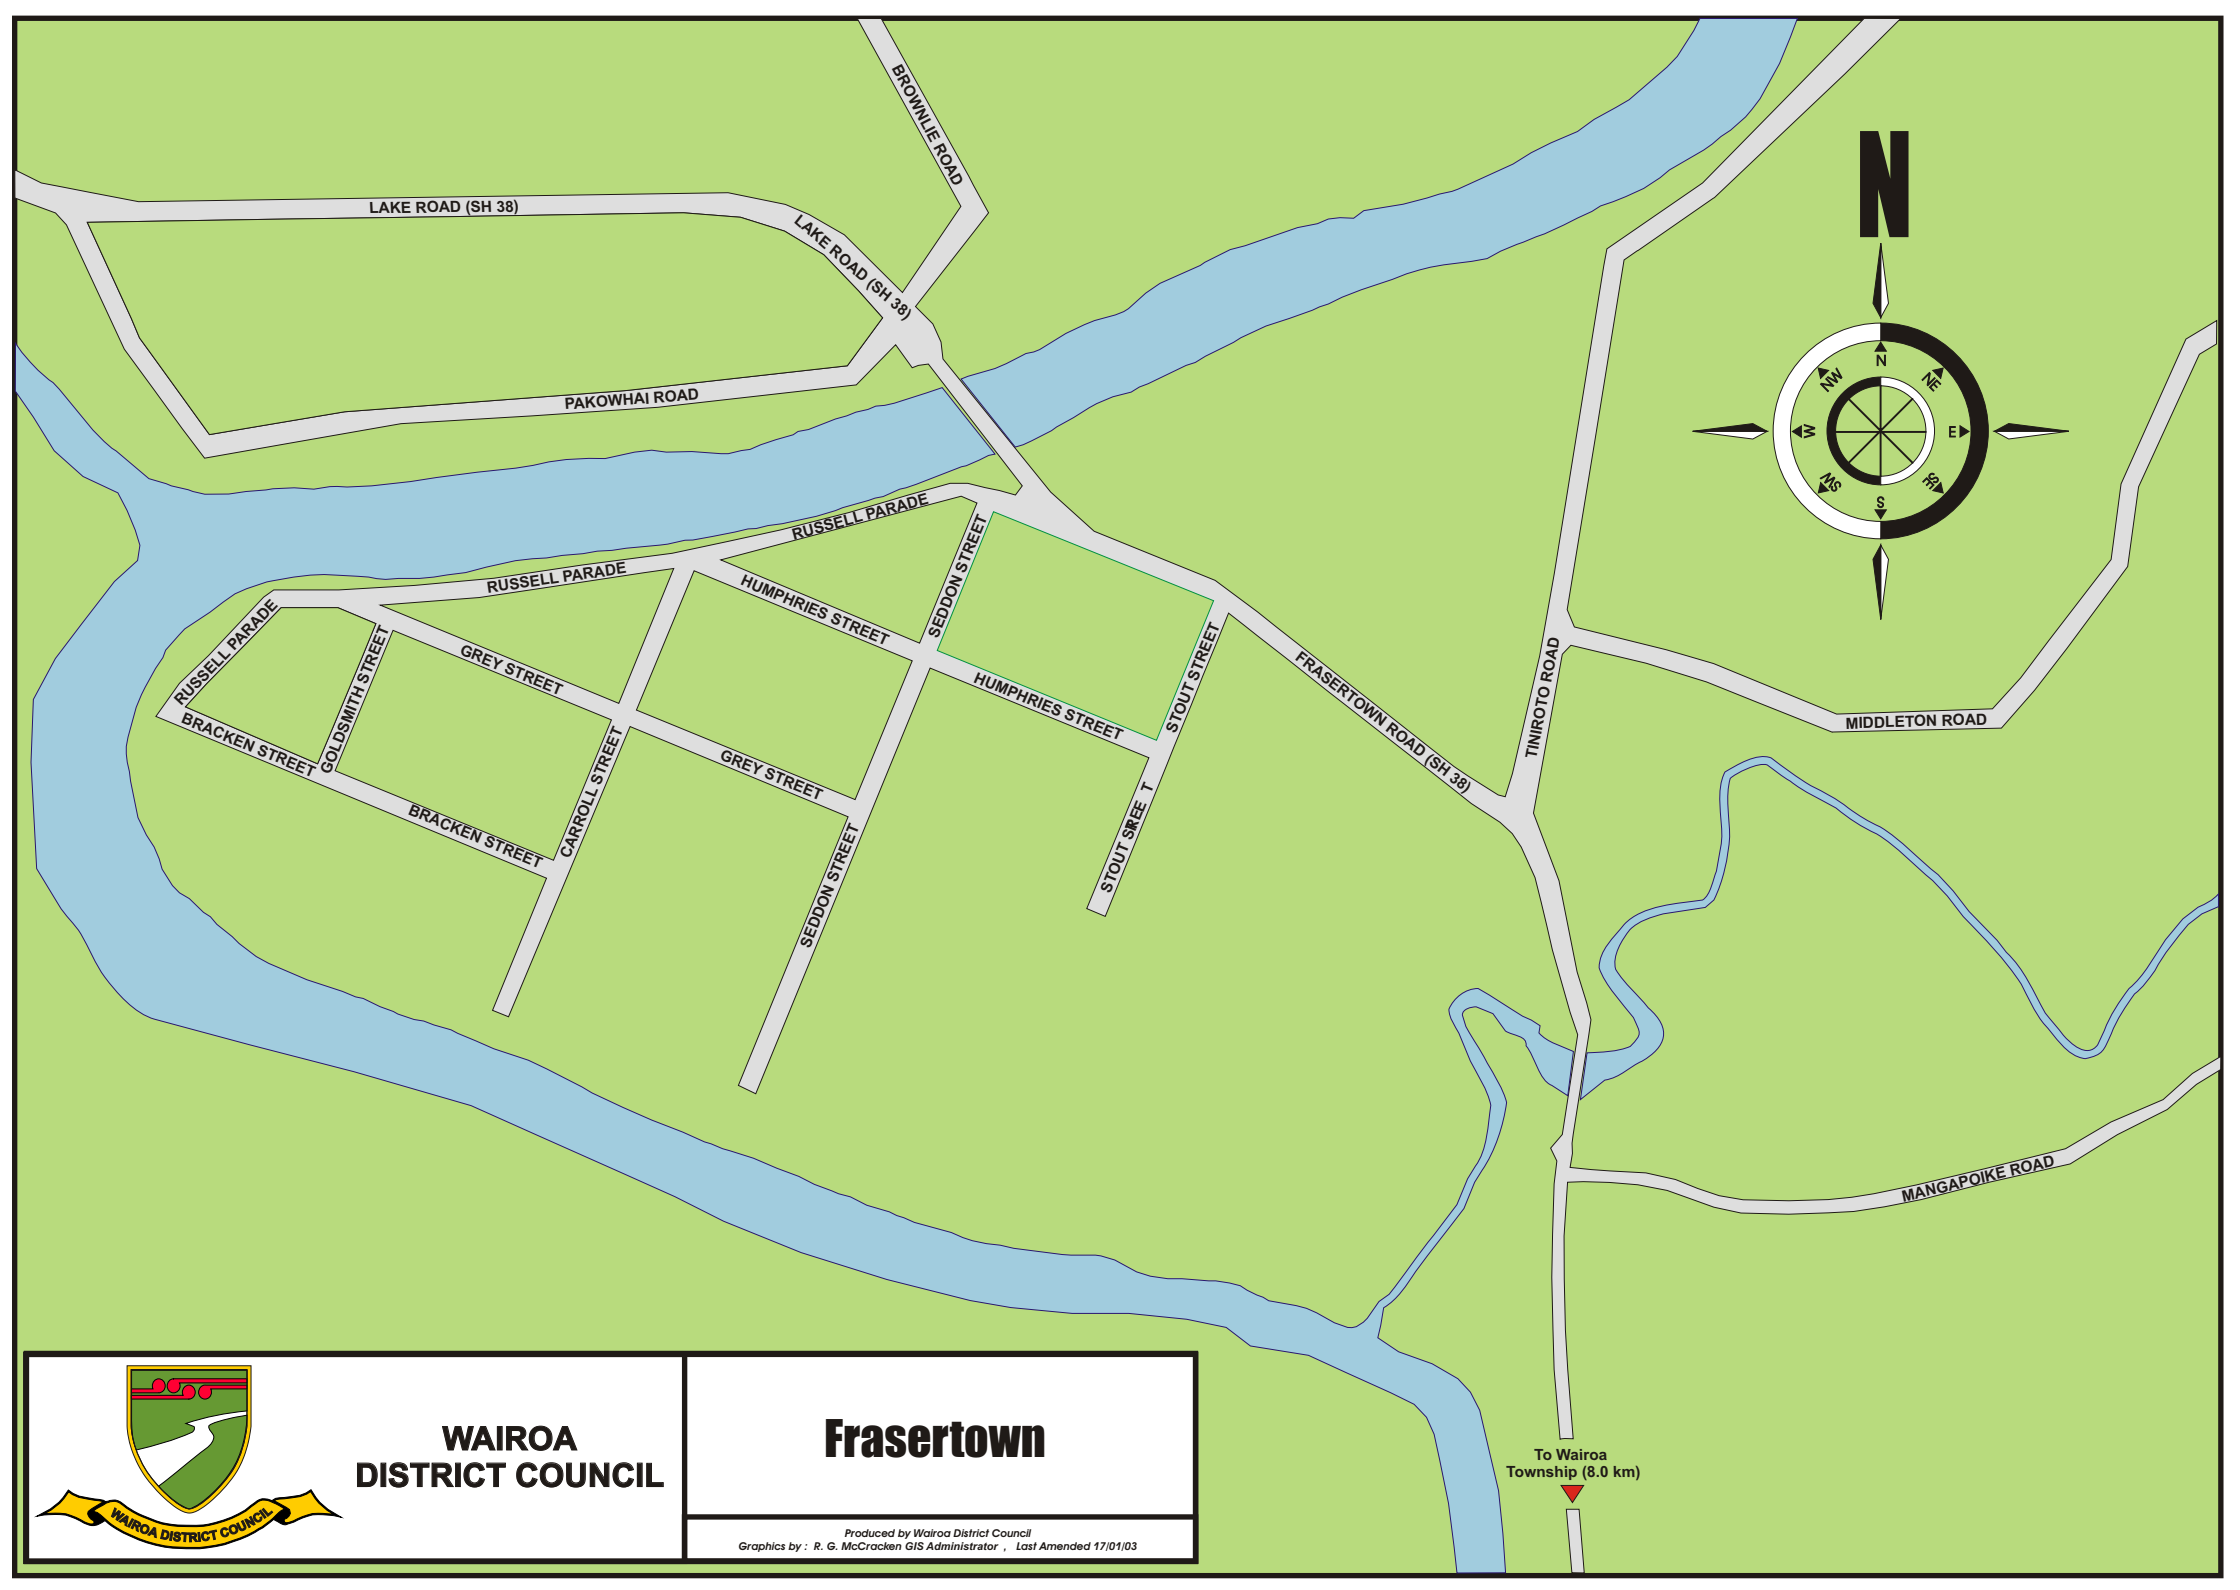 BROWNLIE ROAD
N
LAKE ROAD (SH 38)
LAKE ROAD (SH 38)
N
NE
E
SE
S
SW
W
NW
PAKOWHAI ROAD
RUSSELL PARADE
RUSSELL PARADE
RUSSELL PARADE
SEDDON STREET
HUMPHRIES STREET
HUMPHRIES STREET
STOUT STREET
GOLDSMITH STREET
GREY STREET
GREY STREET
FRASERTOWN ROAD (SH 38)
TINIROTO ROAD
MIDDLETON ROAD
BRACKEN STREET
BRACKEN STREET
CARROLL STREET
SEDDON STREET
STOUT STREE T
MANGAPOIKE ROAD
To Wairoa
Township (8.0 km)
WAIROA
DISTRICT COUNCIL
WAIROA DISTRICT COUNCIL
Frasertown
Produced by Wairoa District Council
Graphics by : R. G. McCracken GIS Administrator , Last Amended 17/01/03